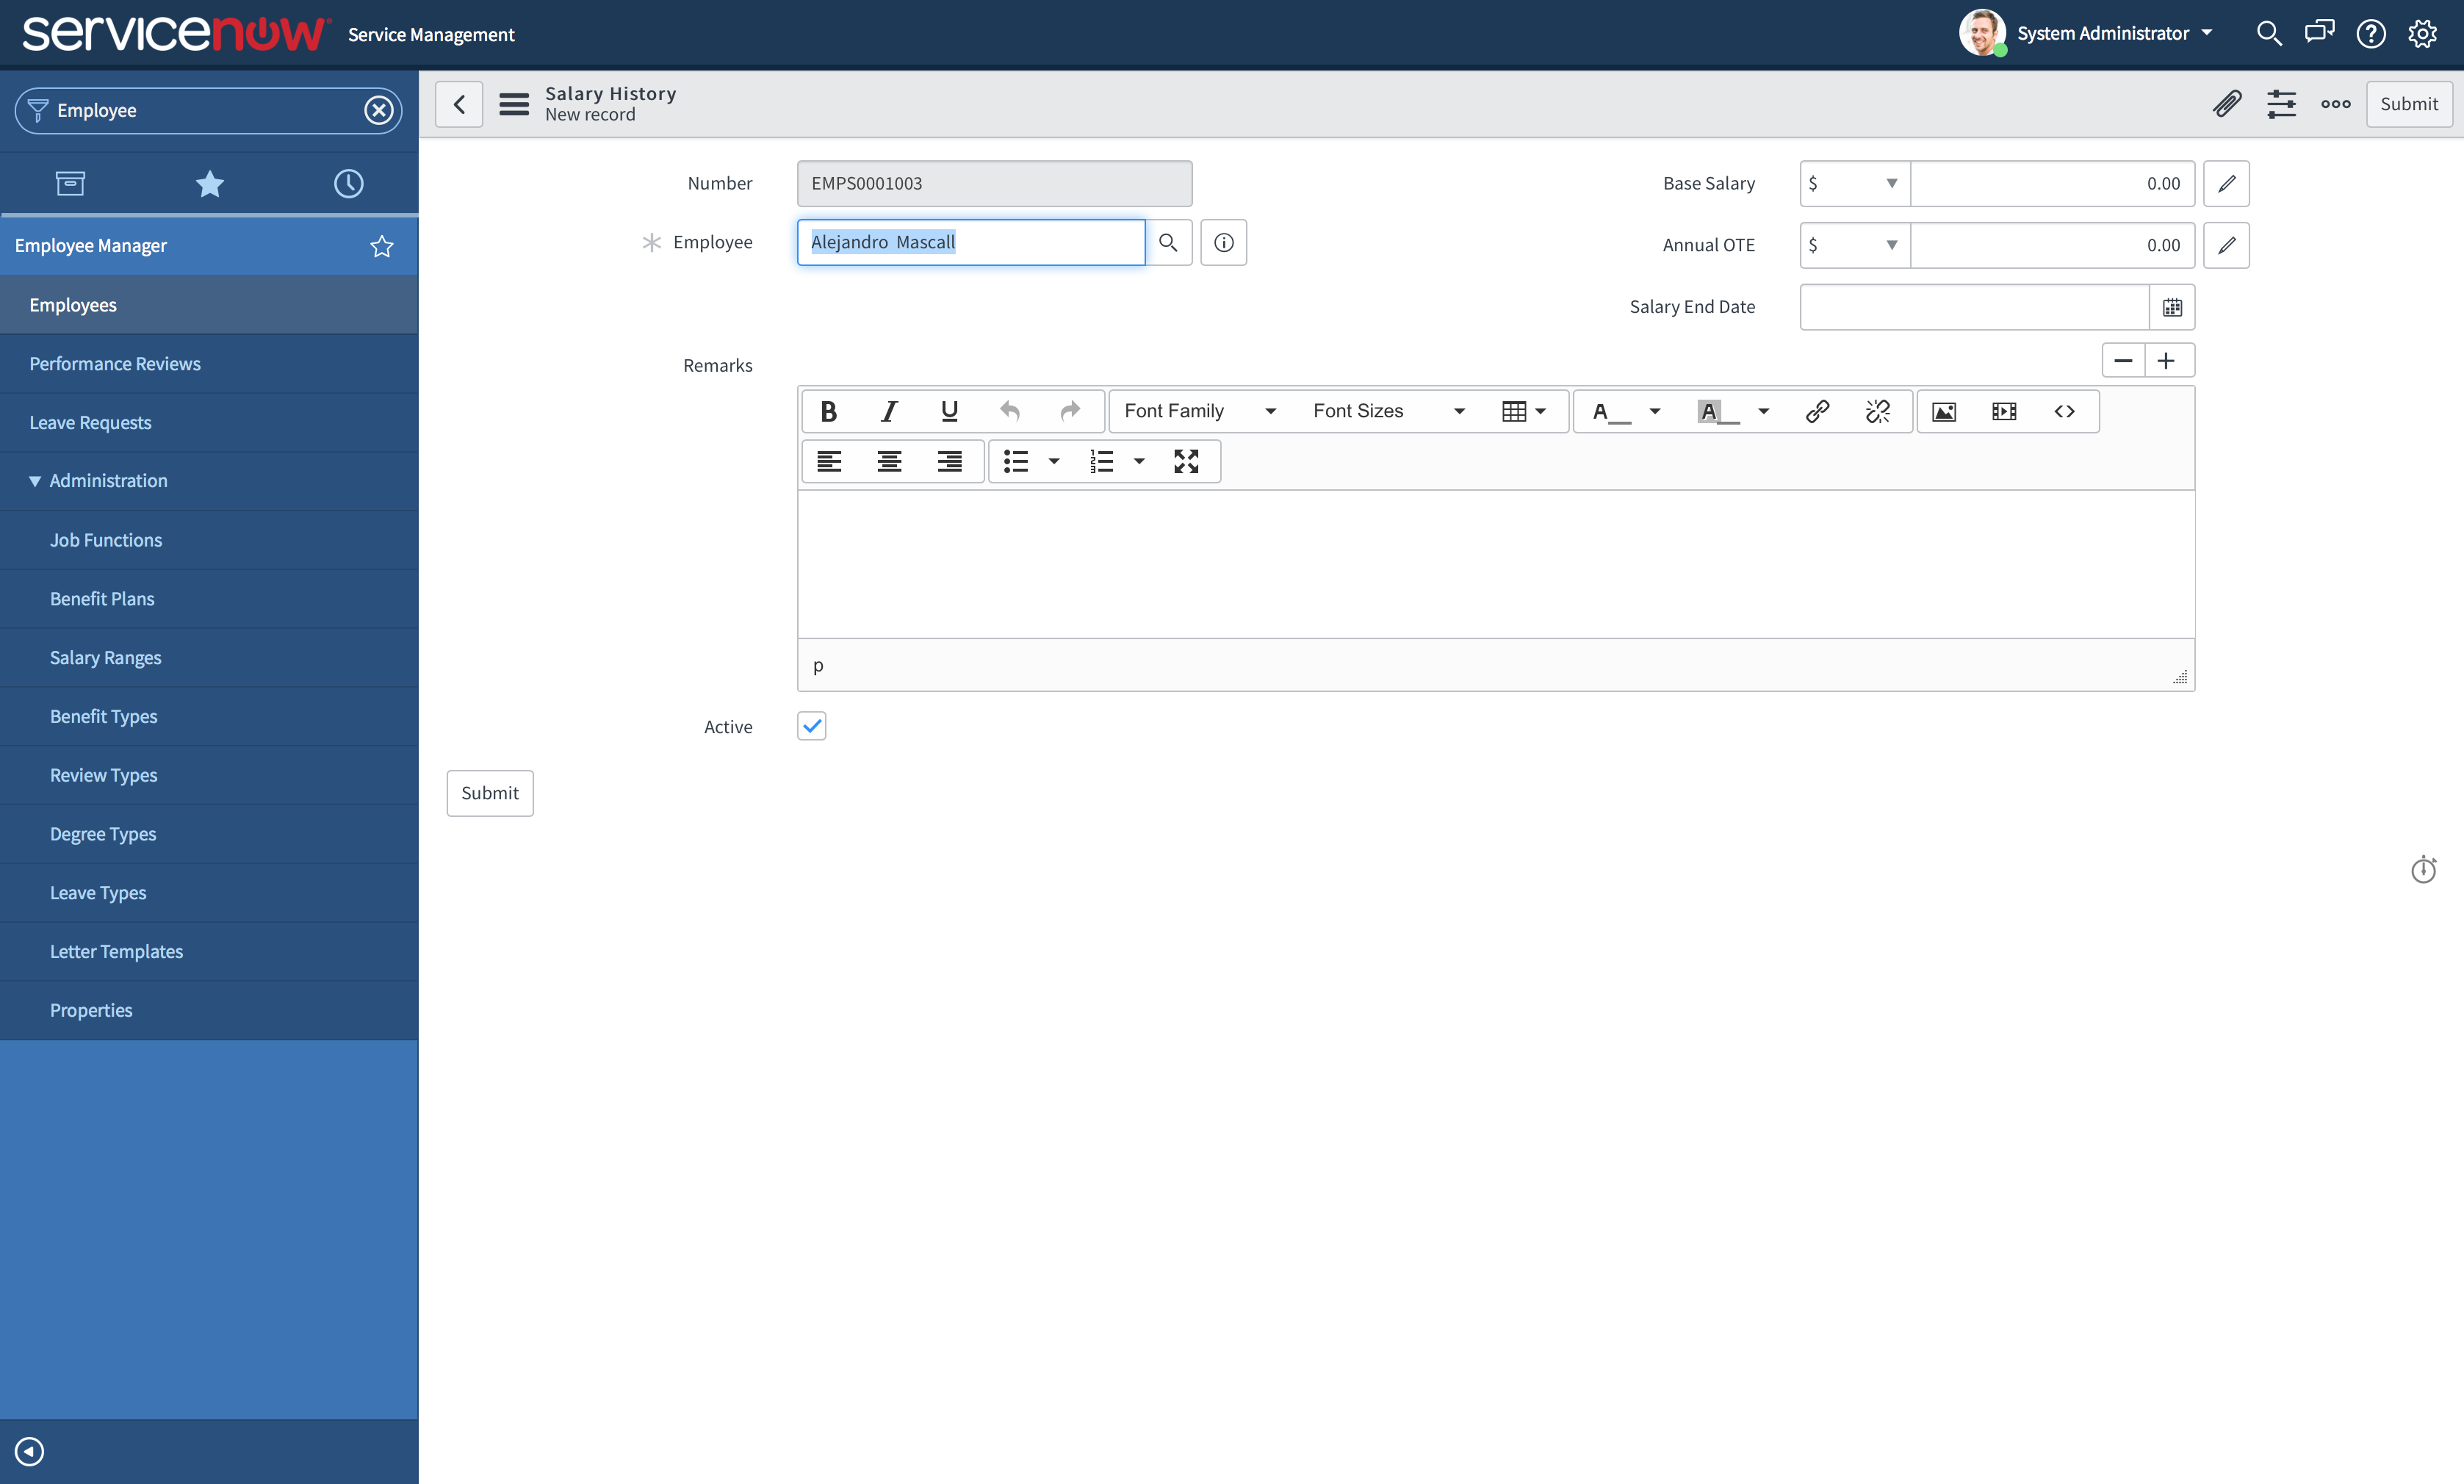 servicenow Service Management
System Administrator
Employee
Salary History
New record
Submit
Employee Manager
Employees
Performance Reviews
Leave Requests
Administration
Job Functions
Benefit Plans
Salary Ranges
Benefit Types
Review Types
Degree Types
Leave Types
Letter Templates
Properties
Number EMPS0001003
Employee Alejandro Mascall
Base Salary $ 0.00
Annual OTE $ 0.00
Salary End Date
Remarks
B I U Font Family Font Sizes A A <>
p
Active
Submit